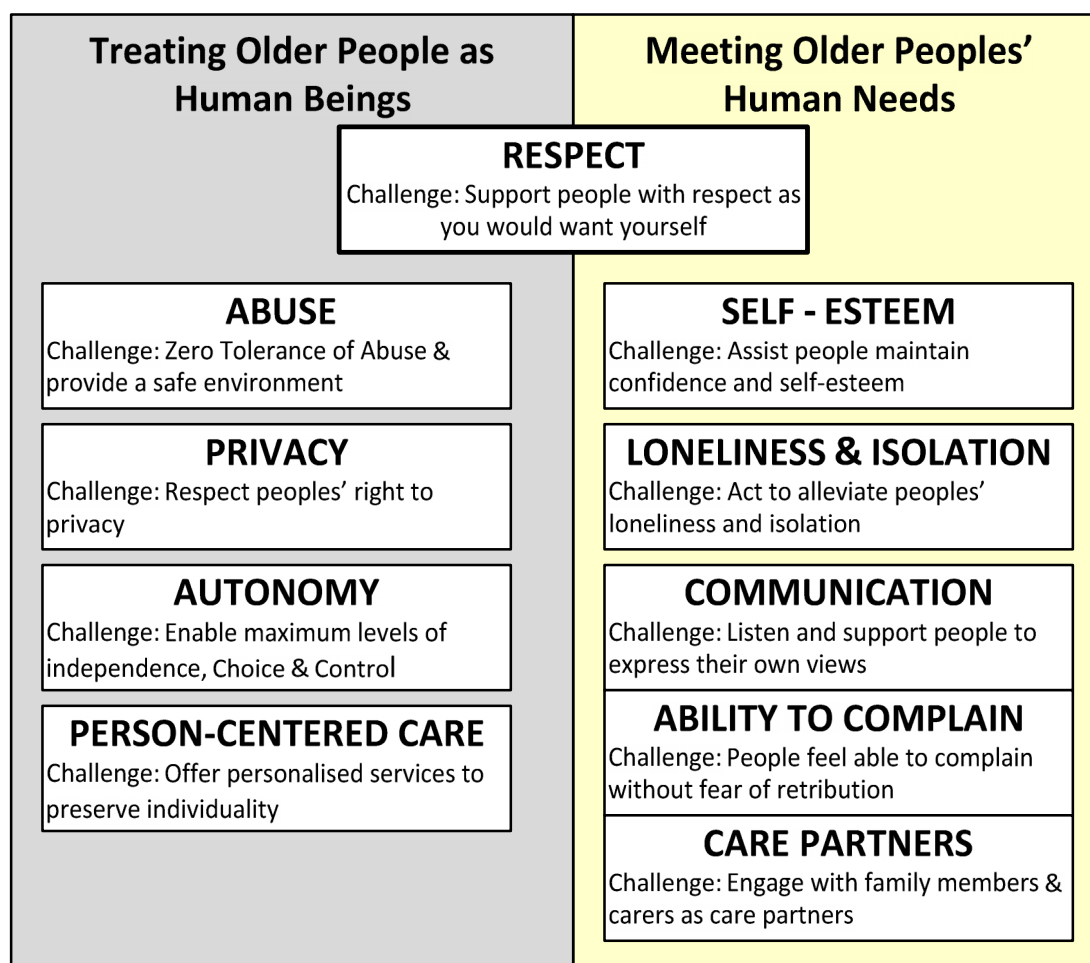 Treating Older People as
Human Beings
Meeting Older Peoples’
Human Needs
RESPECT
Challenge: Support people with respect as
you would want yourself
ABUSE
Challenge: Zero Tolerance of Abuse &
provide a safe environment
PRIVACY
Challenge: Respect peoples’ right to
privacy
AUTONOMY
Challenge: Enable maximum levels of
independence, Choice & Control
PERSON-CENTERED CARE
Challenge: Offer personalised services to
preserve individuality
SELF - ESTEEM
Challenge: Assist people maintain
confidence and self-esteem
LONELINESS & ISOLATION
Challenge: Act to alleviate peoples’
loneliness and isolation
COMMUNICATION
Challenge: Listen and support people to
express their own views
ABILITY TO COMPLAIN
Challenge: People feel able to complain
without fear of retribution
CARE PARTNERS
Challenge: Engage with family members &
carers as care partners